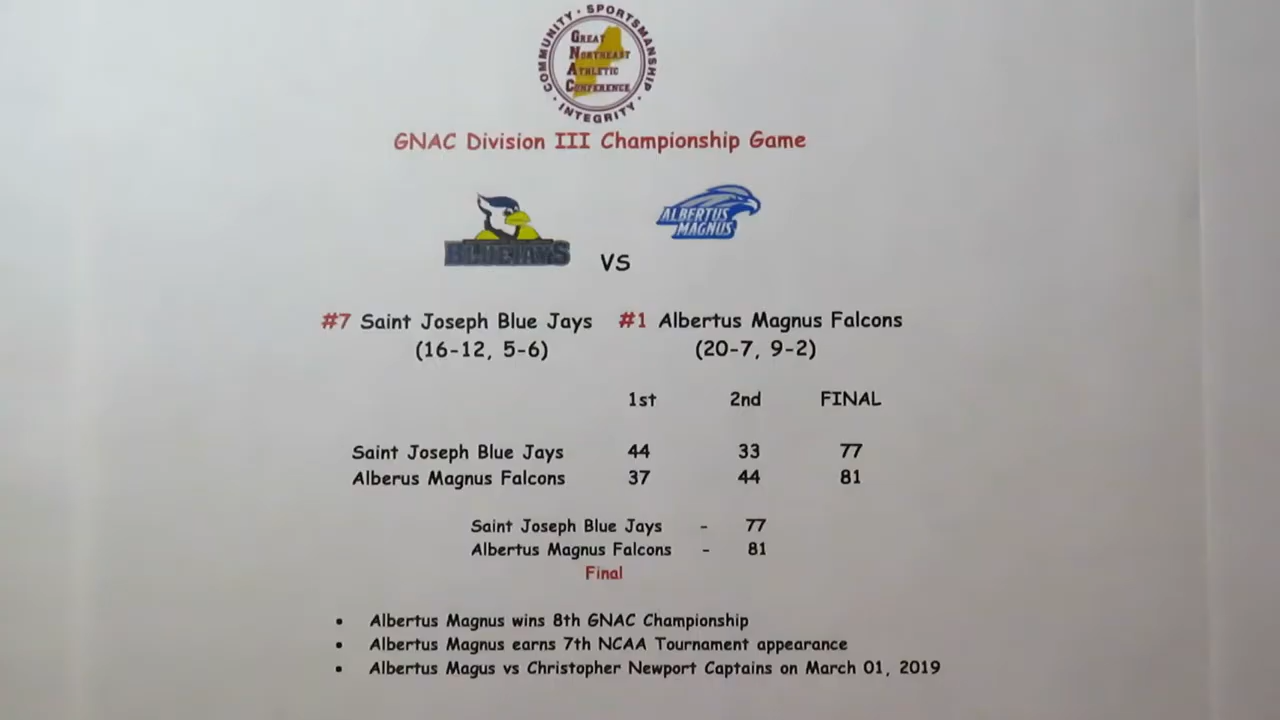 COMMUNITY · SPORTSMANSHIP · INTEGRITY ·
GREAT
NORTHEAST
ATHLETIC
CONFERENCE
GNAC Division III Championship Game
ALBERTUS
MAGNUS
BLUEJAYS
VS
#7 Saint Joseph Blue Jays #1 Albertus Magnus Falcons
(16-12, 5-6) (20-7, 9-2)
1st 2nd FINAL
Saint Joseph Blue Jays 44 33 77
Alberus Magnus Falcons 37 44 81
Saint Joseph Blue Jays - 77
Albertus Magnus Falcons - 81
Final
• Albertus Magnus wins 8th GNAC Championship
• Albertus Magnus earns 7th NCAA Tournament appearance
• Albertus Magus vs Christopher Newport Captains on March 01, 2019